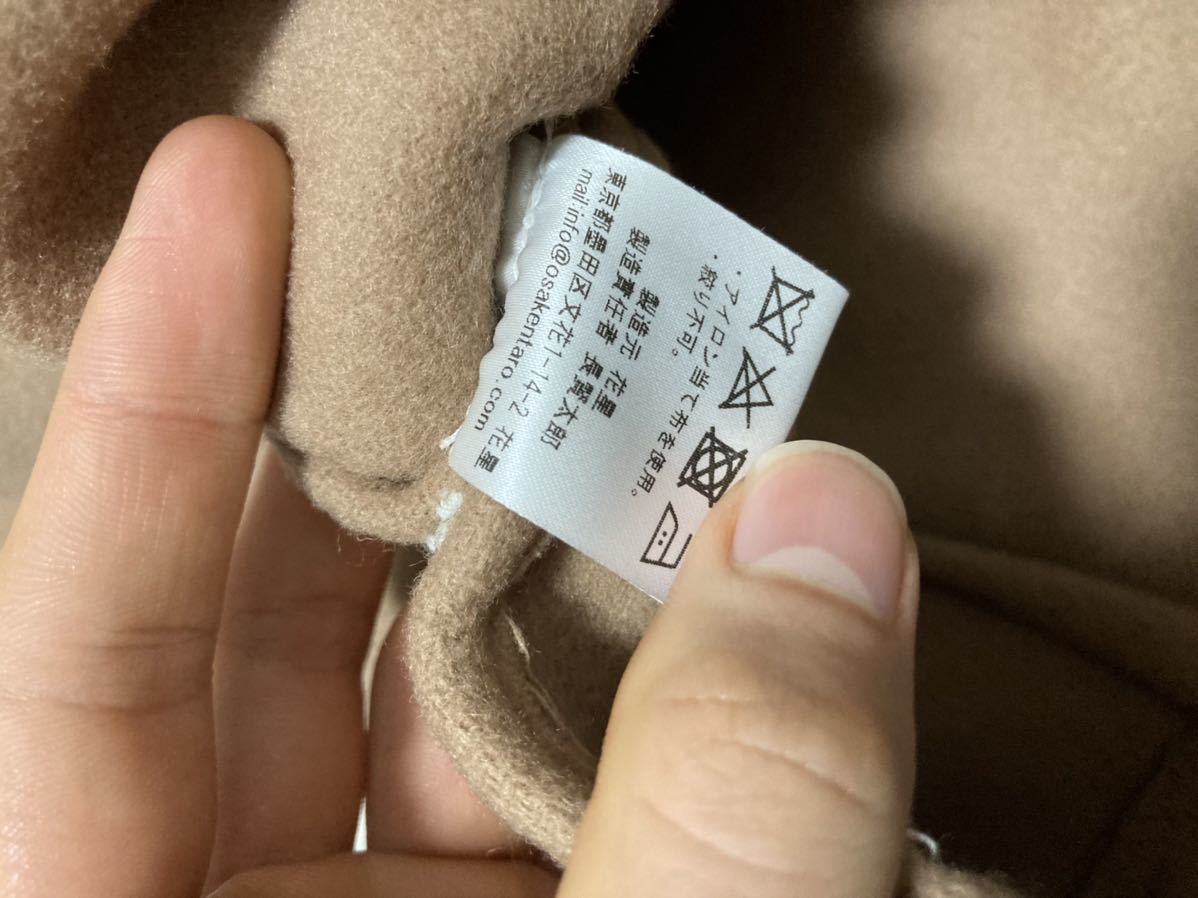 ・アイロン当て布を使用。
・絞り不可。
製造元 花星
製造責任者 長賢太郎
東京都墨田区文花1-14-2 花星
mail:info@osakentaro.com